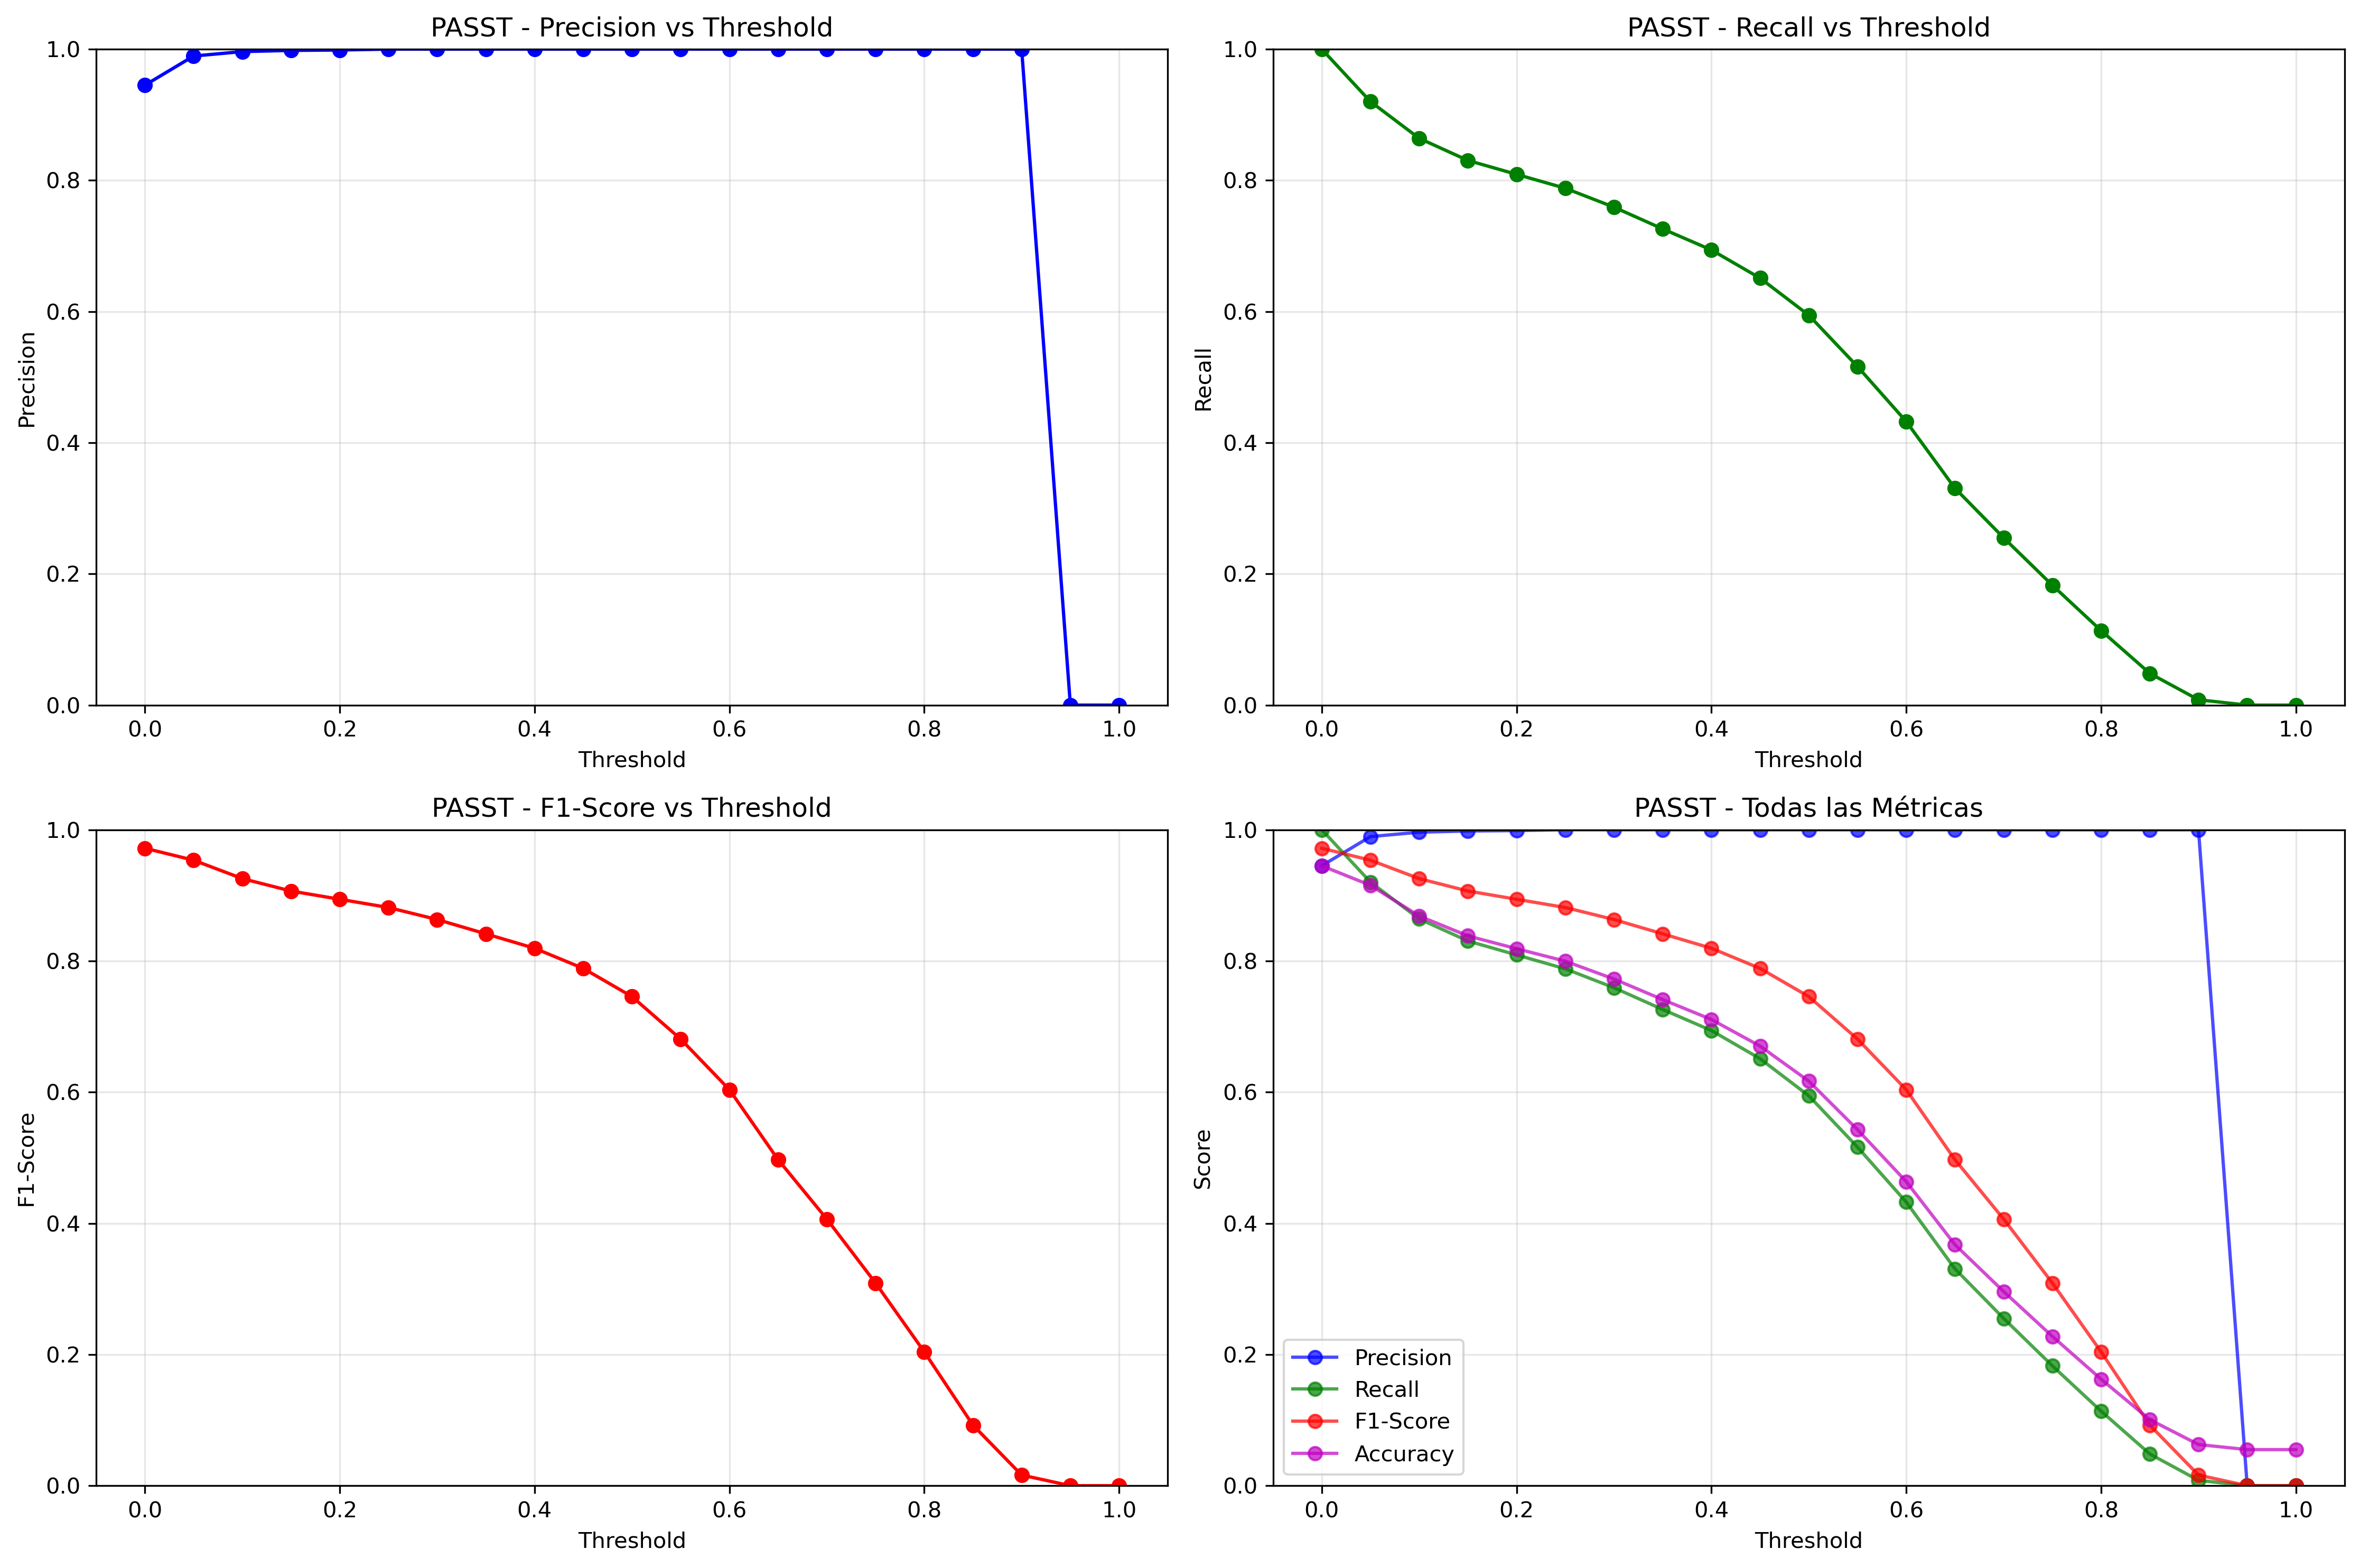 PASST - Precision vs Threshold
1.0
0.8
0.6
0.4
0.2
0.0
Precision
0.0 0.2 0.4 0.6 0.8 1.0
Threshold
PASST - Recall vs Threshold
1.0
0.8
0.6
0.4
0.2
0.0
Recall
0.0 0.2 0.4 0.6 0.8 1.0
Threshold
PASST - F1-Score vs Threshold
1.0
0.8
0.6
0.4
0.2
0.0
F1-Score
0.0 0.2 0.4 0.6 0.8 1.0
Threshold
PASST - Todas las Métricas
1.0
0.8
0.6
0.4
0.2
0.0
Score
Precision
Recall
F1-Score
Accuracy
0.0 0.2 0.4 0.6 0.8 1.0
Threshold